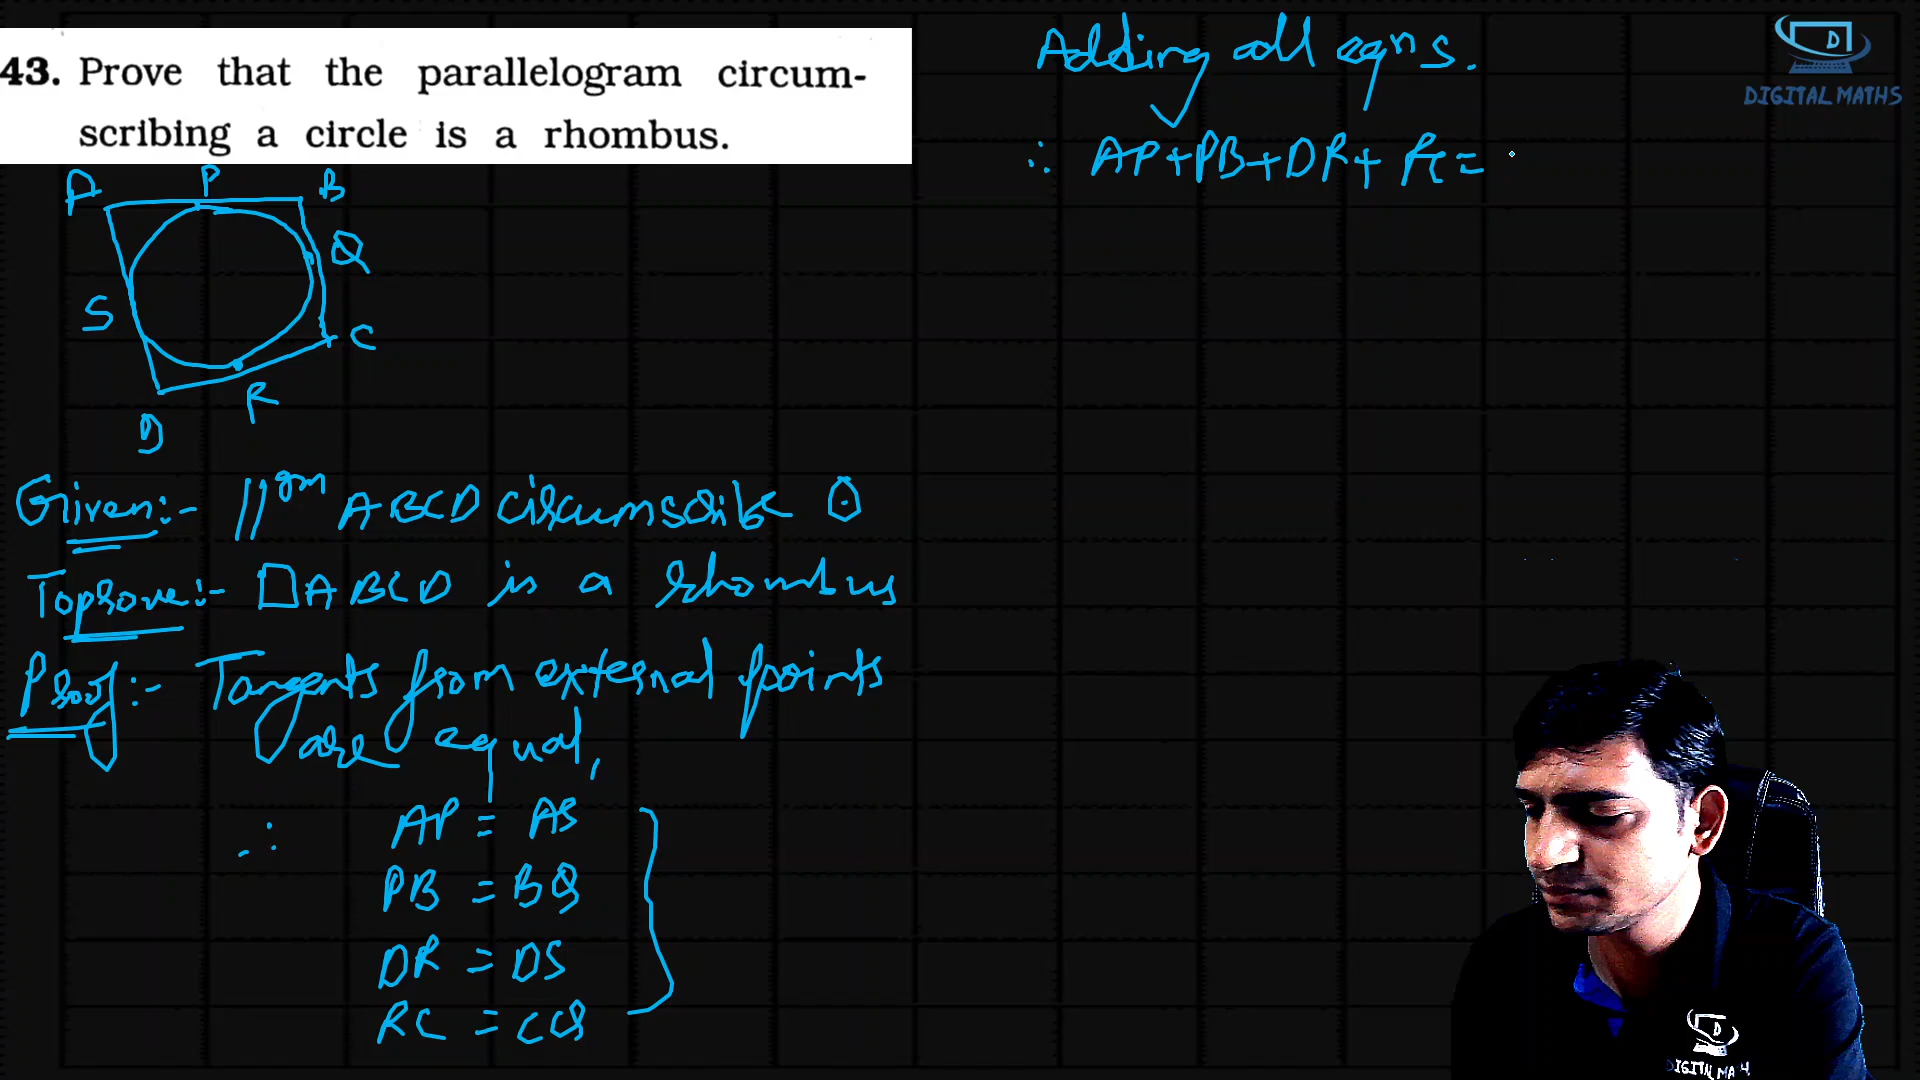 43. Prove that the parallelogram circum-
scribing a circle is a rhombus.
A P B
Q
S
C
R
D
Given:- ||gm ABCD circumscribe ⊙
To prove:- □ABCD is a rhombus
Proof:- Tangents from external points
are equal,
∴ AP = AS
PB = BQ
DR = DS
RC = CQ
Adding all eqns.
∴ AP+PB+DR+RC=
D
DIGITAL MATHS
D